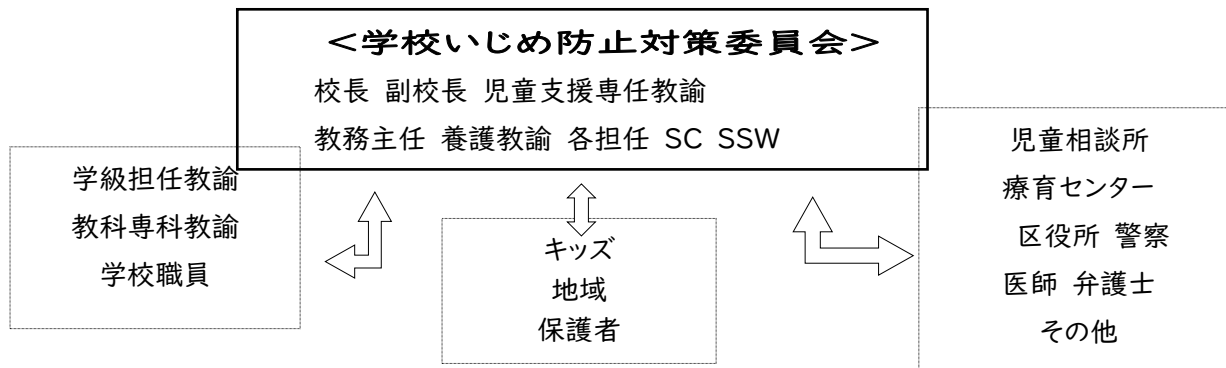 ＜学校いじめ防止対策委員会＞
校長 副校長 児童支援専任教諭
教務主任 養護教諭 各担任 SC SSW
学級担任教諭
教科専科教諭
学校職員
キッズ
地域
保護者
児童相談所
療育センター
区役所 警察
医師 弁護士
その他